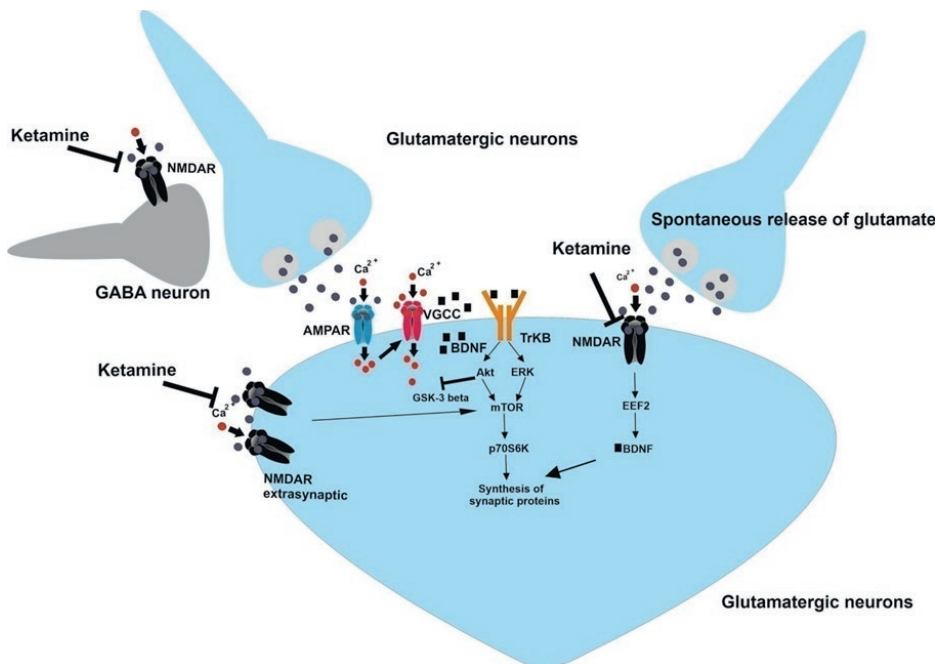 Glutamatergic neurons
Ketamine
NMDAR
GABA neuron
Spontaneous release of glutamate
Ketamine
Ca2+
NMDAR
Ca2+
Ca2+
AMPAR
VGCC
BDNF
TrKB
Akt
ERK
GSK-3 beta
mTOR
p70S6K
Synthesis of
synaptic proteins
EEF2
BDNF
Ketamine
Ca2+
NMDAR
extrasynaptic
Glutamatergic neurons